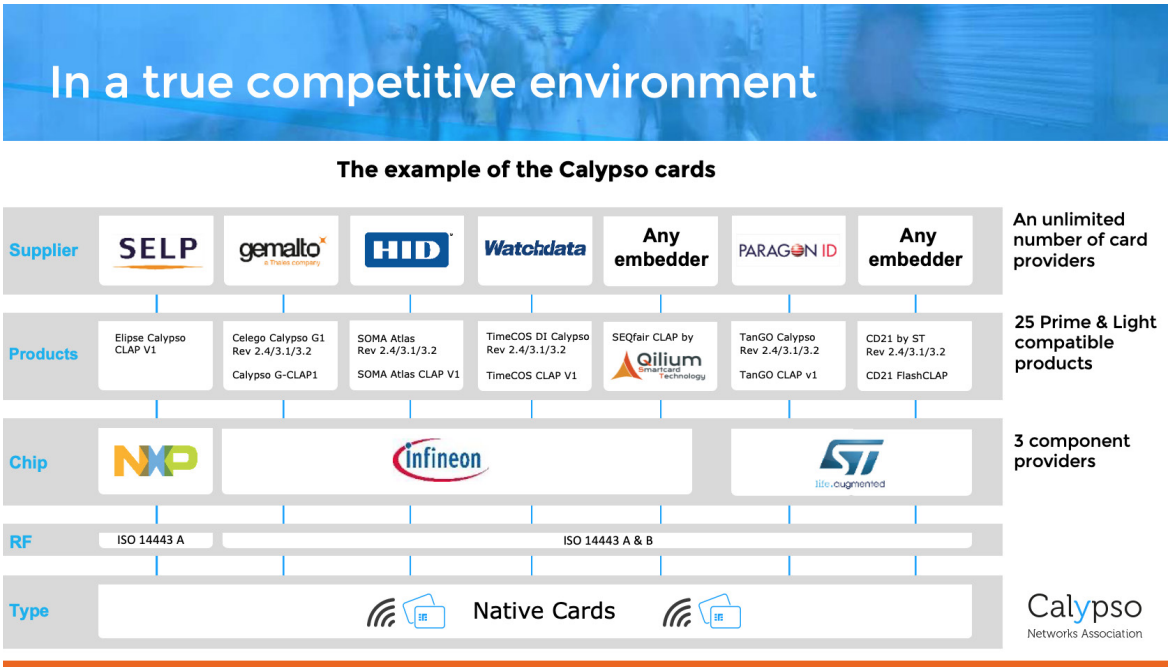 In a true competitive environment
The example of the Calypso cards
Supplier
SELP
gemalto
a Thales company
HID
Watchdata
Any
embedder
PARAGON ID
Any
embedder
An unlimited
number of card
providers
Products
Elipse Calypso
CLAP V1
Celego Calypso G1
Rev 2.4/3.1/3.2
Calypso G-CLAP1
SOMA Atlas
Rev 2.4/3.1/3.2
SOMA Atlas CLAP V1
TimeCOS DI Calypso
Rev 2.4/3.1/3.2
TimeCOS CLAP V1
SEQfair CLAP by
Qilium
Smartcard
Technology
TanGO Calypso
Rev 2.4/3.1/3.2
TanGO CLAP v1
CD21 by ST
Rev 2.4/3.1/3.2
CD21 FlashCLAP
25 Prime & Light
compatible
products
Chip
NXP
infineon
ST
life.augmented
3 component
providers
RF
ISO 14443 A
ISO 14443 A & B
Type
Native Cards
Calypso
Networks Association